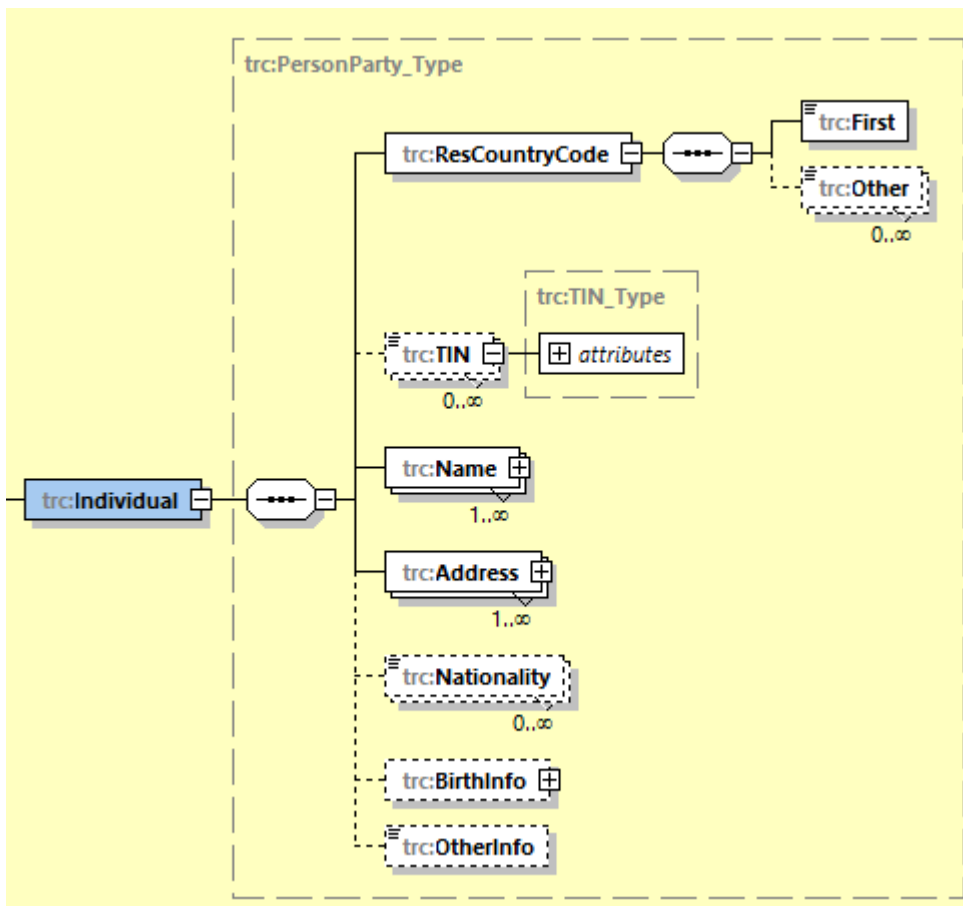 trc:PersonParty_Type
trc:First
trc:ResCountryCode
trc:Other
0..∞
trc:TIN_Type
trc:TIN
attributes
0..∞
trc:Name
1..∞
trc:Individual
trc:Address
1..∞
trc:Nationality
0..∞
trc:BirthInfo
trc:OtherInfo